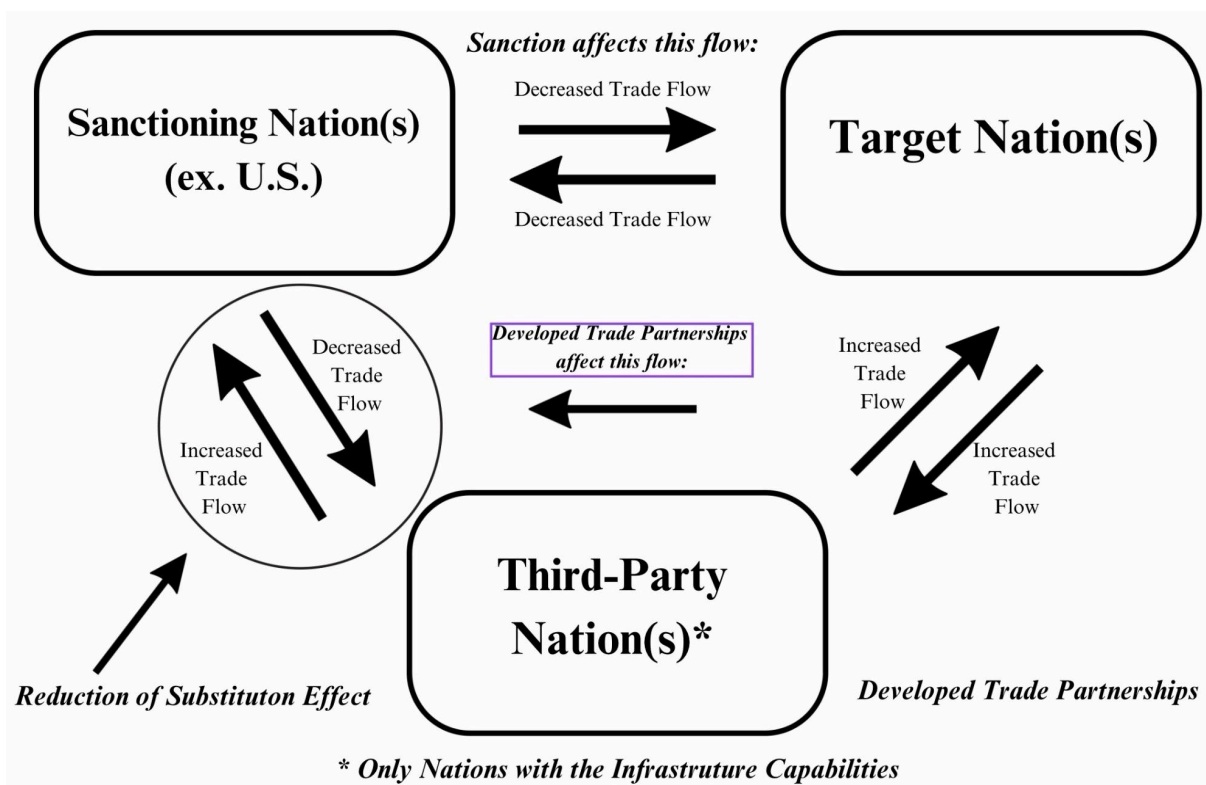 Sanction affects this flow:
Sanctioning Nation(s)
(ex. U.S.)
Decreased Trade Flow
Decreased Trade Flow
Target Nation(s)
Decreased
Trade
Flow
Increased
Trade
Flow
Developed Trade Partnerships
affect this flow:
Increased
Trade
Flow
Increased
Trade
Flow
Third-Party
Nation(s)*
Reduction of Substituton Effect
Developed Trade Partnerships
* Only Nations with the Infrastruture Capabilities